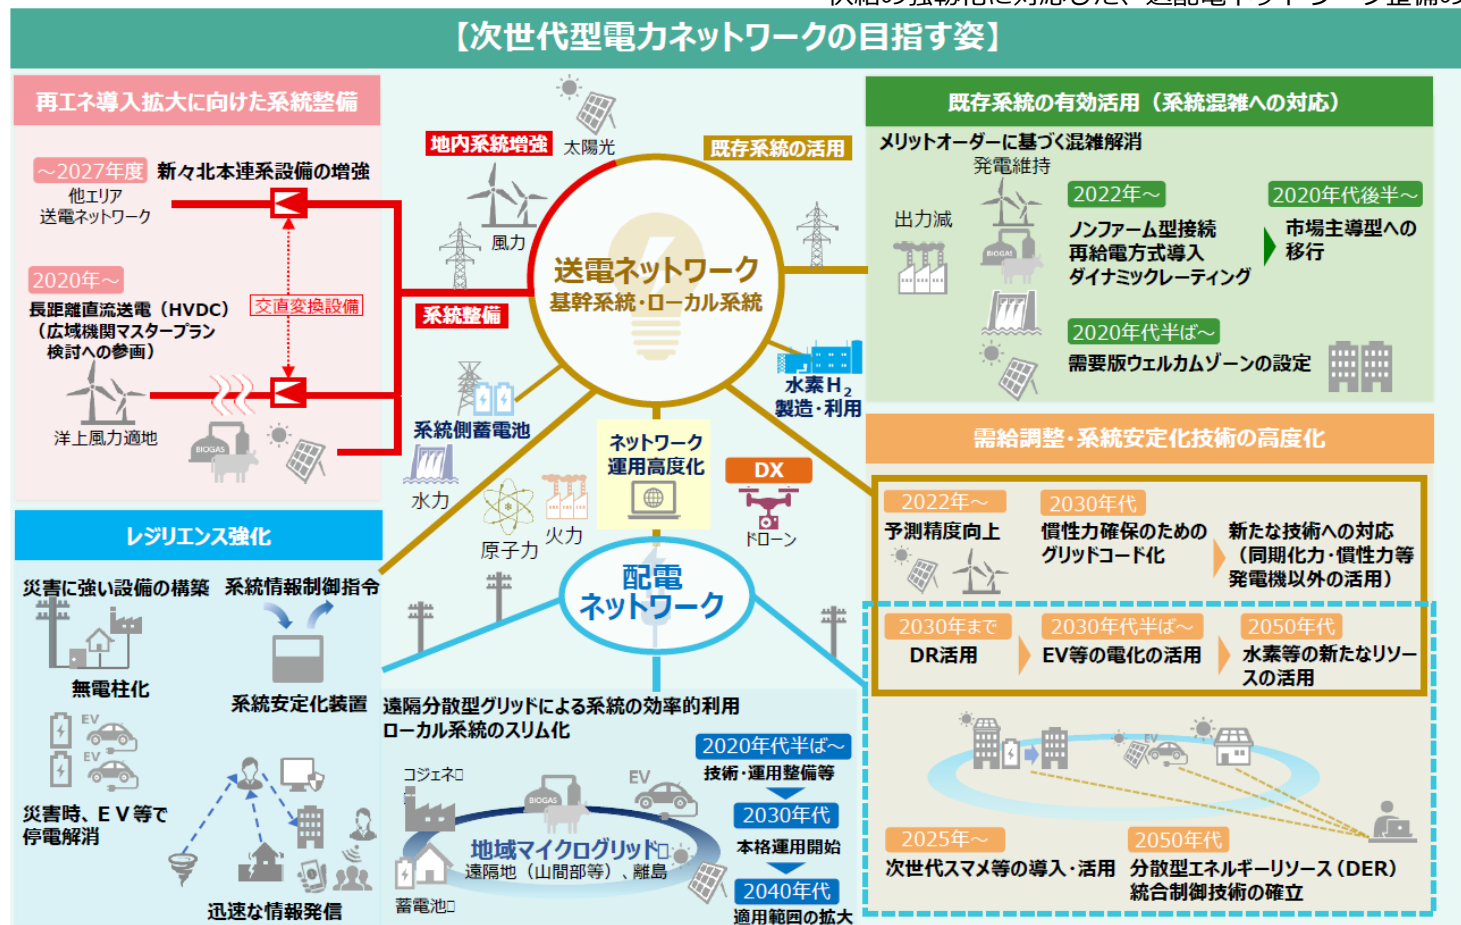 【次世代型電力ネットワークの目指す姿】
再エネ導入拡大に向けた系統整備
～2027年度 新々北本連系設備の増強
他エリア
送電ネットワーク
2020年～
長距離直流送電（HVDC）
（広域機関マスタープラン
検討への参画）
交直変換設備
洋上風力適地
BIOGAS
地内系統増強
太陽光
風力
系統整備
既存系統の活用
送電ネットワーク
基幹系統・ローカル系統
系統側蓄電池
水力
原子力
火力
水素H₂
製造・利用
ネットワーク
運用高度化
DX
ドローン
配電
ネットワーク
既存系統の有効活用（系統混雑への対応）
メリットオーダーに基づく混雑解消
発電維持
出力減
BIOGAS
2022年～
ノンファーム型接続
再給電方式導入
ダイナミックレーティング
2020年代後半～
市場主導型への
移行
2020年代半ば～
需要版ウェルカムゾーンの設定
需給調整・系統安定化技術の高度化
2022年～
予測精度向上
2030年代
慣性力確保のための
グリッドコード化
新たな技術への対応
（同期化力・慣性力等
発電機以外の活用）
2030年まで
DR活用
2030年代半ば～
EV等の電化の活用
2050年代
水素等の新たなリソー
スの活用
EV
2025年～
次世代スマメ等の導入・活用
2050年代
分散型エネルギーリソース（DER）
統合制御技術の確立
レジリエンス強化
災害に強い設備の構築
無電柱化
系統情報制御指令
系統安定化装置
EV
EV
災害時、ＥＶ等で
停電解消
迅速な情報発信
遠隔分散型グリッドによる系統の効率的利用
ローカル系統のスリム化
コジェネ
BIOGAS
EV
地域マイクログリッド
遠隔地（山間部等）、離島
蓄電池
2020年代半ば～
技術・運用整備等
2030年代
本格運用開始
2040年代
適用範囲の拡大